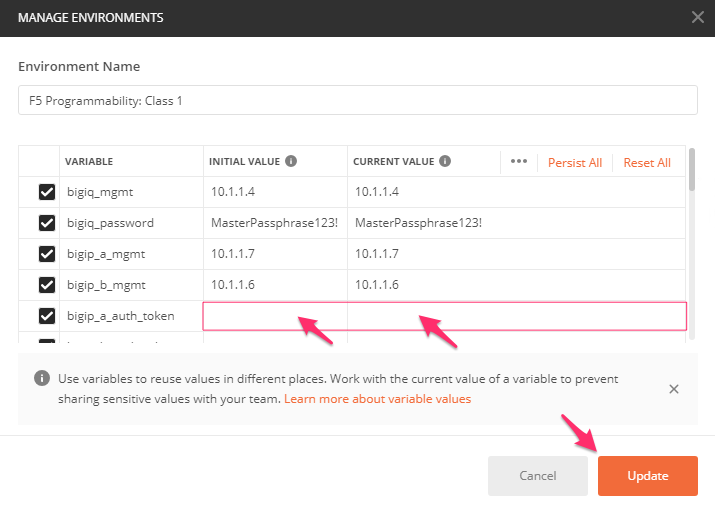 MANAGE ENVIRONMENTS
Environment Name
F5 Programmability: Class 1
VARIABLE INITIAL VALUE CURRENT VALUE ••• Persist All Reset All
bigiq_mgmt 10.1.1.4 10.1.1.4
bigiq_password MasterPassphrase123! MasterPassphrase123!
bigip_a_mgmt 10.1.1.7 10.1.1.7
bigip_b_mgmt 10.1.1.6 10.1.1.6
bigip_a_auth_token
Use variables to reuse values in different places. Work with the current value of a variable to prevent
sharing sensitive values with your team. Learn more about variable values
Cancel Update